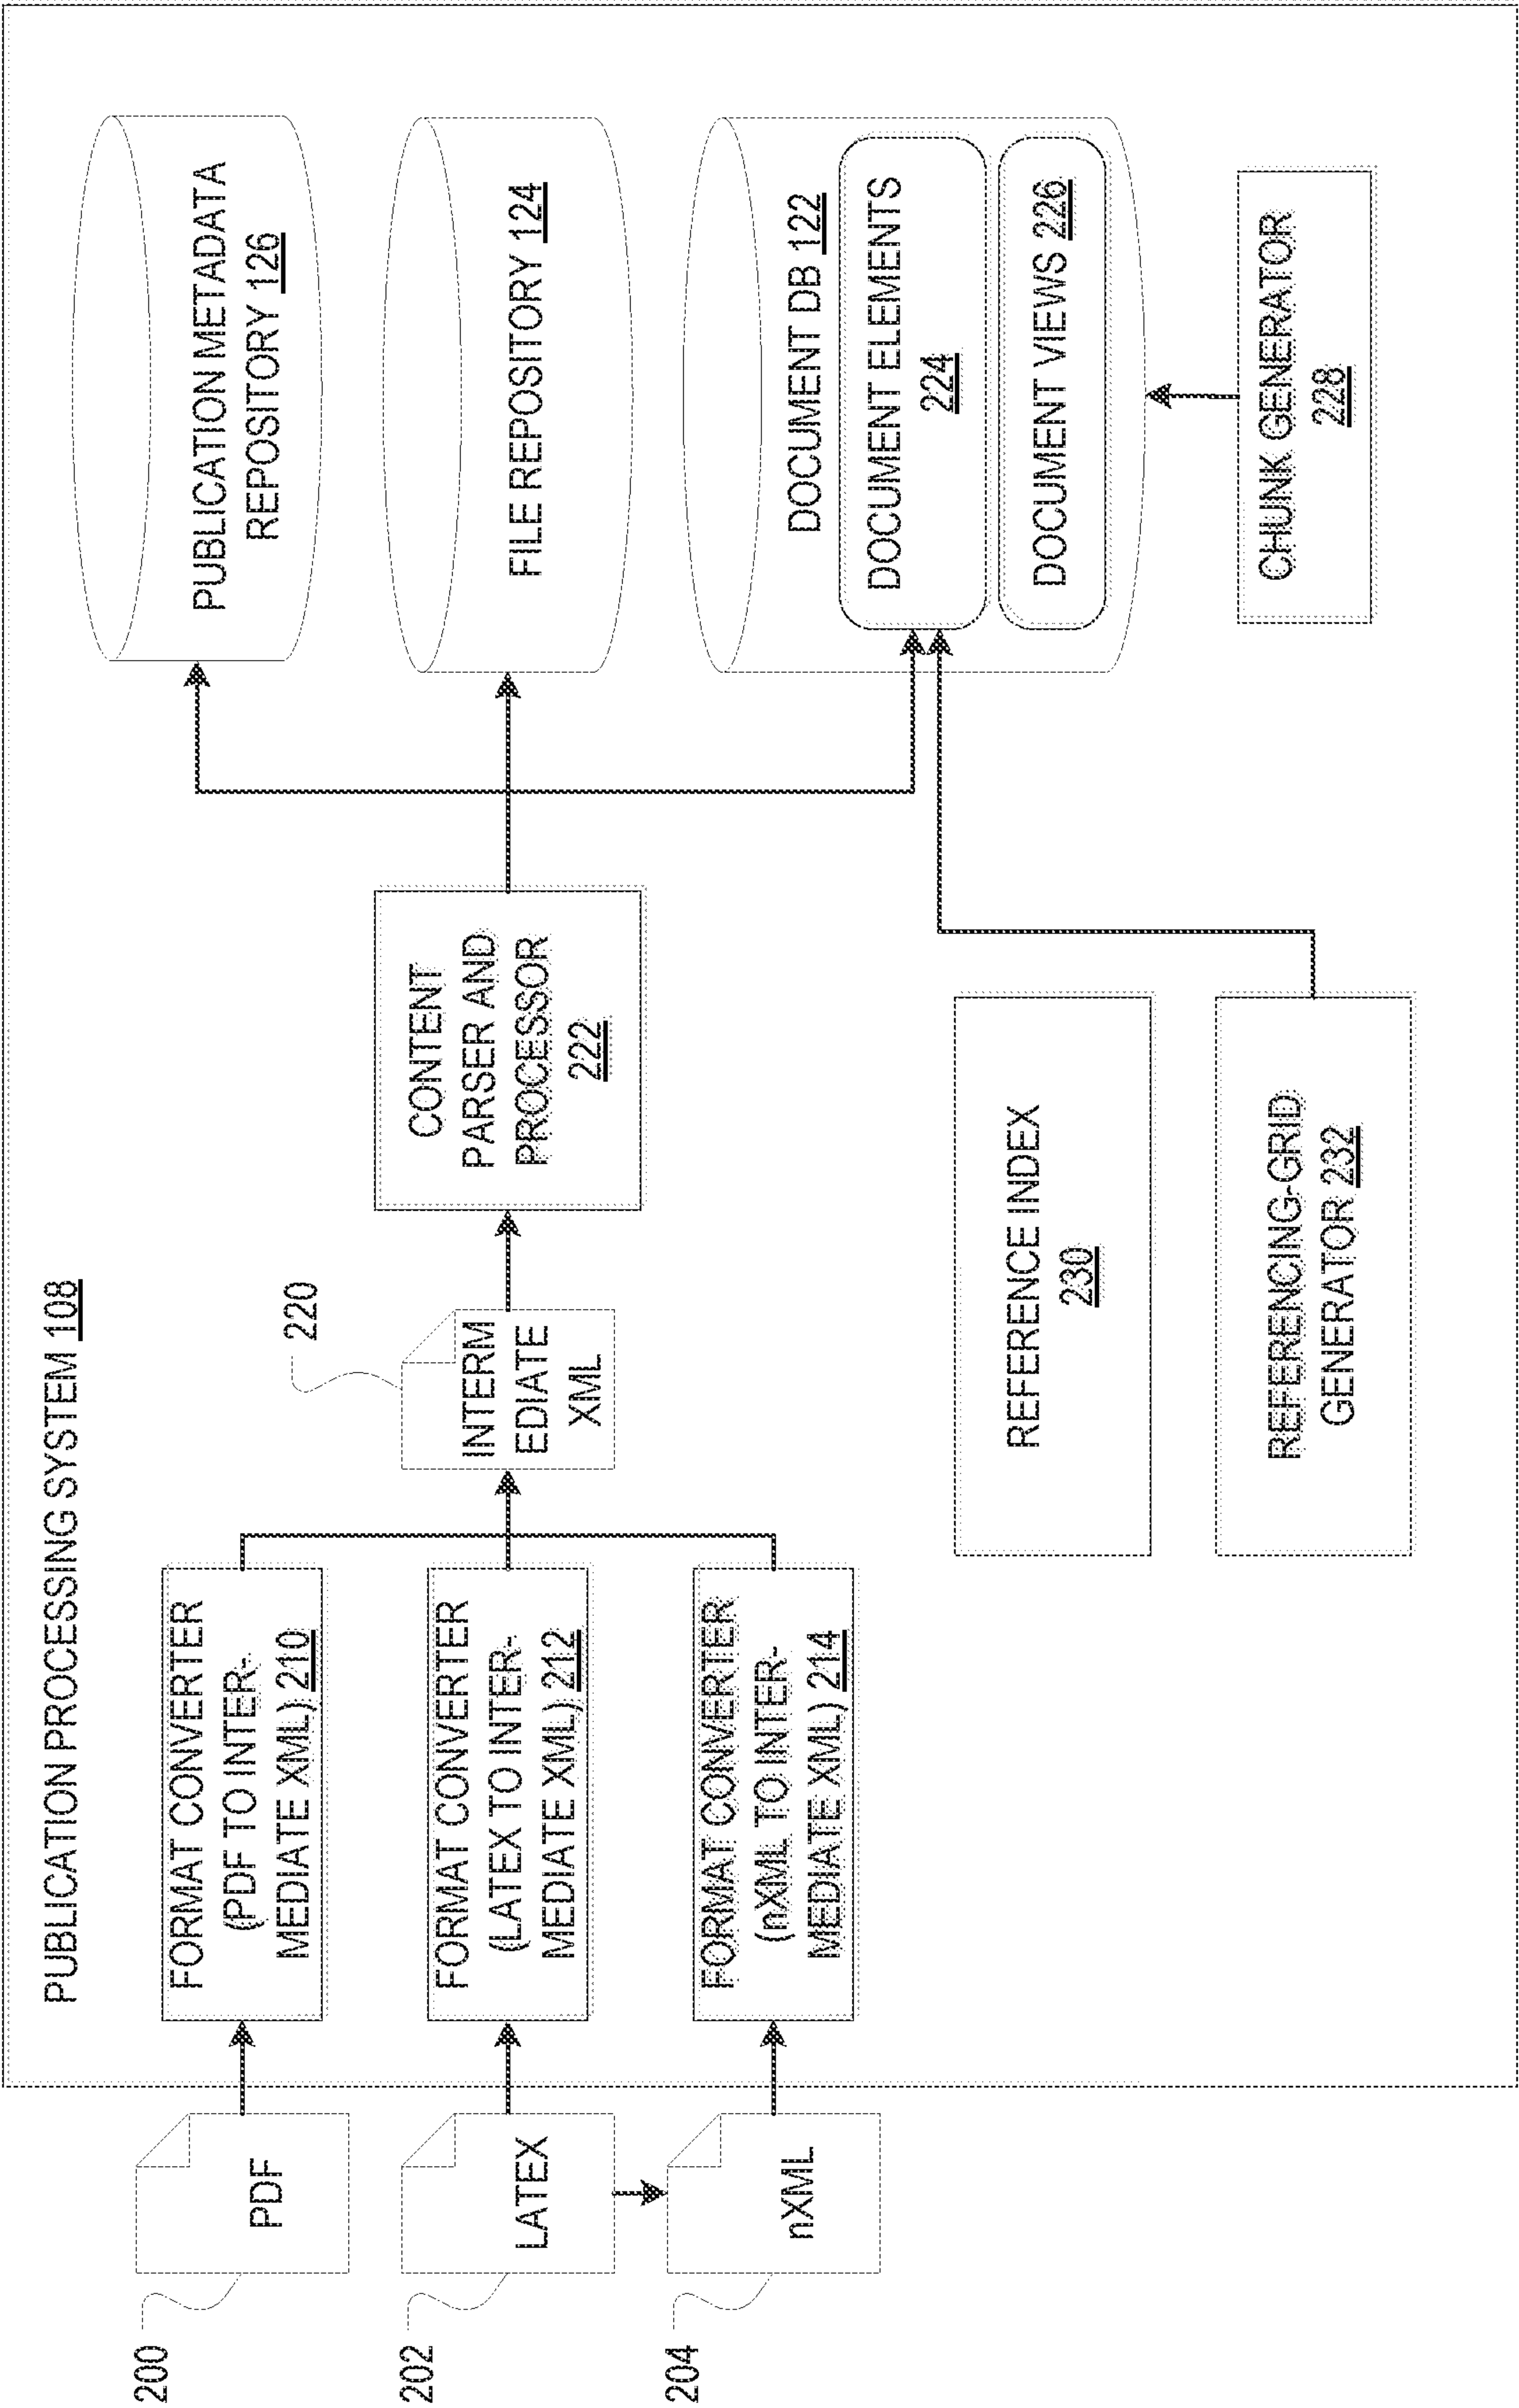 PUBLICATION PROCESSING SYSTEM 108
200
PDF
202
LATEX
204
nXML
FORMAT CONVERTER
(PDF TO INTER-
MEDIATE XML) 210
FORMAT CONVERTER
(LATEX TO INTER-
MEDIATE XML) 212
FORMAT CONVERTER
(nXML TO INTER-
MEDIATE XML) 214
220
INTERM
EDIATE
XML
CONTENT
PARSER AND
PROCESSOR
222
REFERENCE INDEX
230
REFERENCING-GRID
GENERATOR 232
PUBLICATION METADATA
REPOSITORY 126
FILE REPOSITORY 124
DOCUMENT DB 122
DOCUMENT ELEMENTS
224
DOCUMENT VIEWS 226
CHUNK GENERATOR
228